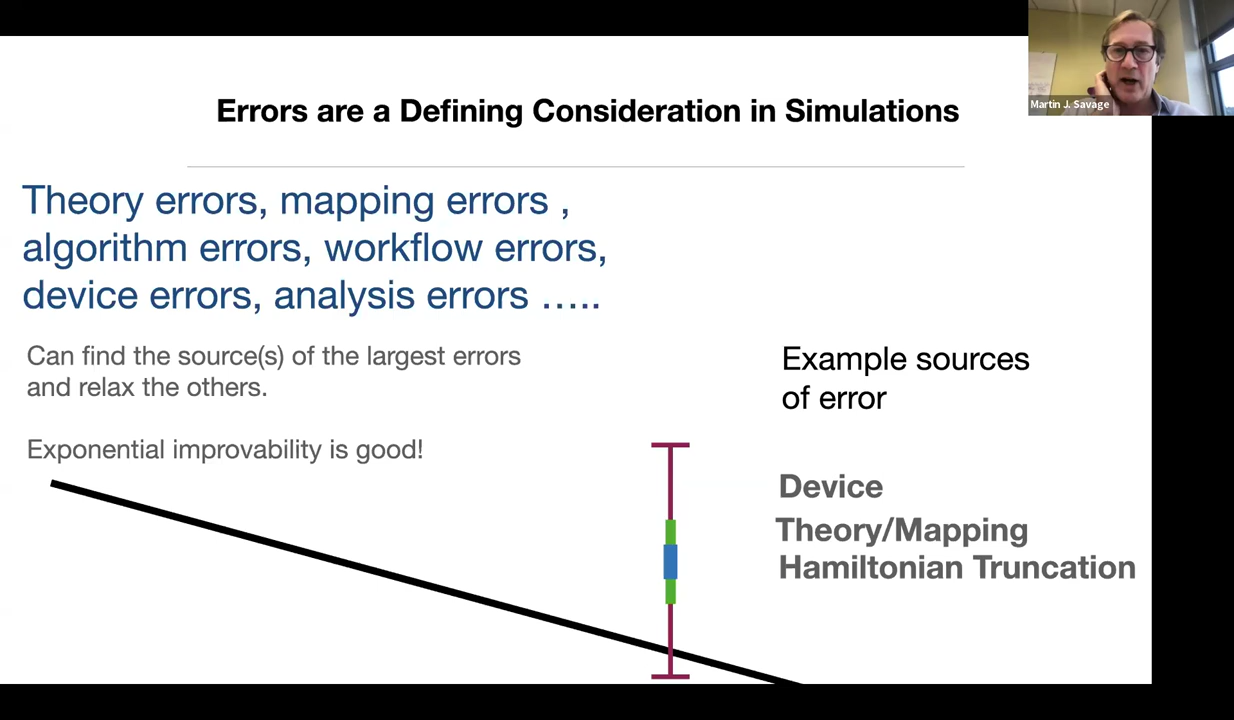 Martin J. Savage
Errors are a Defining Consideration in Simulations
Theory errors, mapping errors ,
algorithm errors, workflow errors,
device errors, analysis errors …..
Can find the source(s) of the largest errors
and relax the others.
Exponential improvability is good!
Example sources
of error
Device
Theory/Mapping
Hamiltonian Truncation